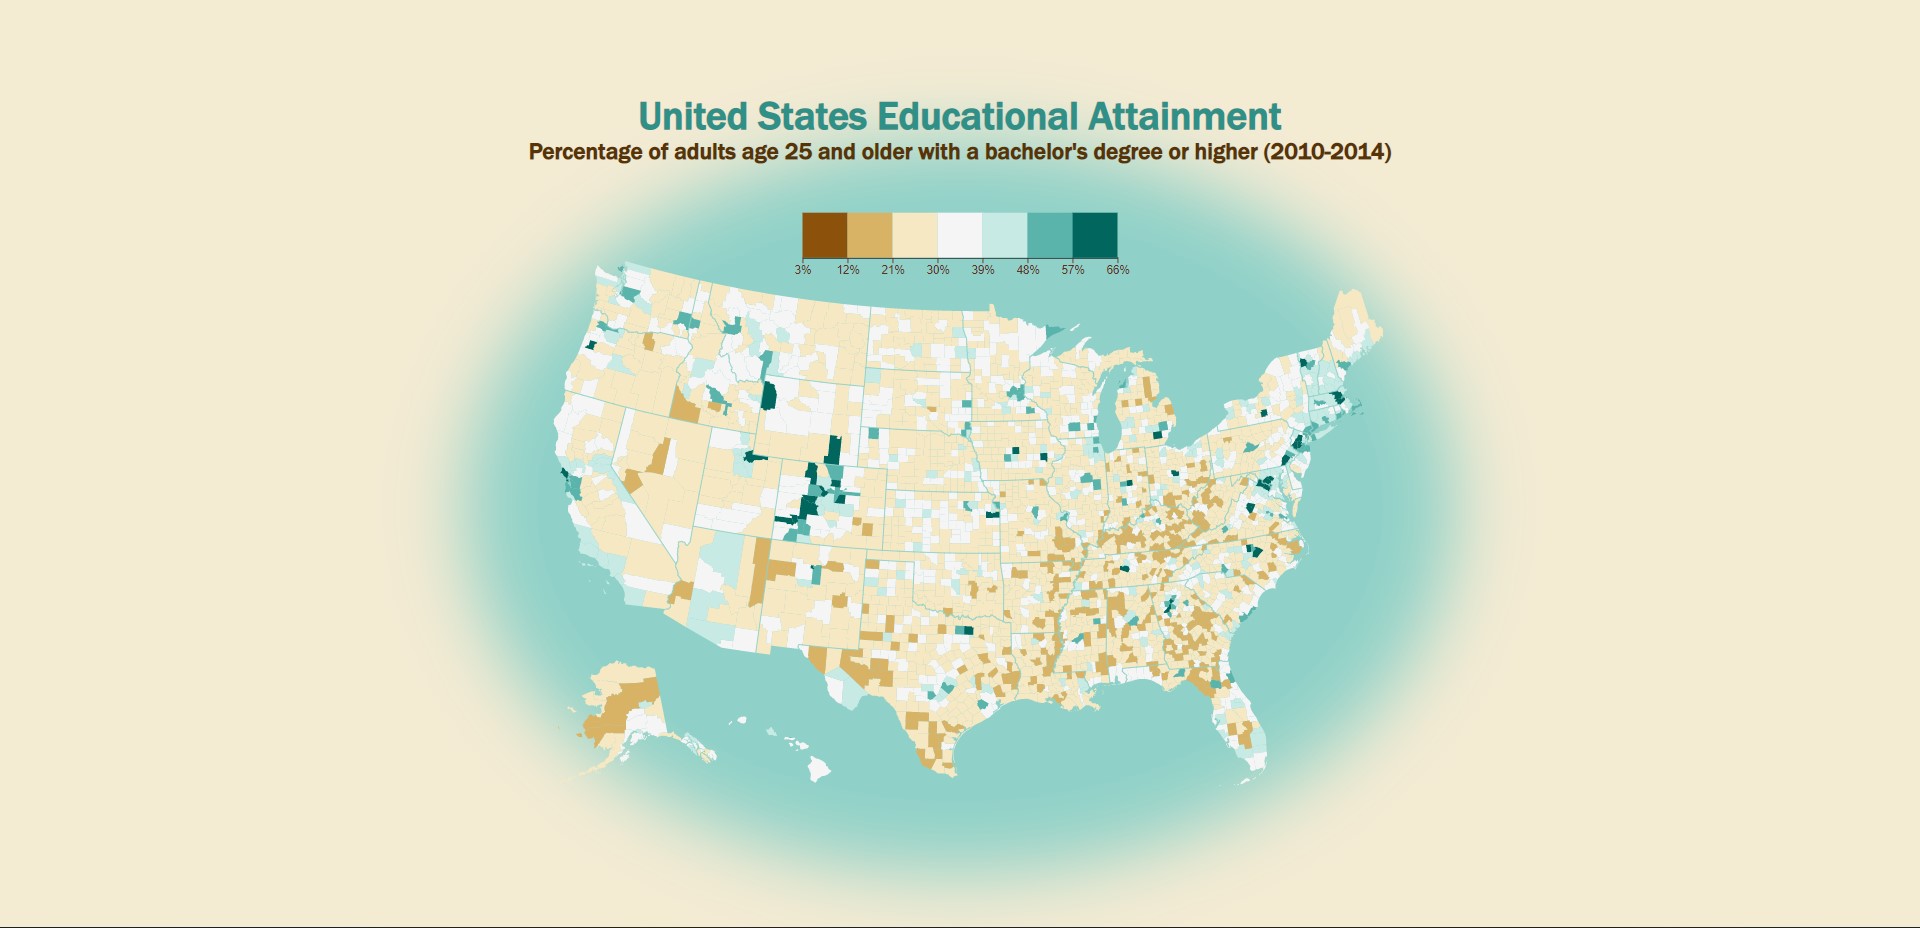 United States Educational Attainment
Percentage of adults age 25 and older with a bachelor's degree or higher (2010-2014)
3% 12% 21% 30% 39% 48% 57% 66%